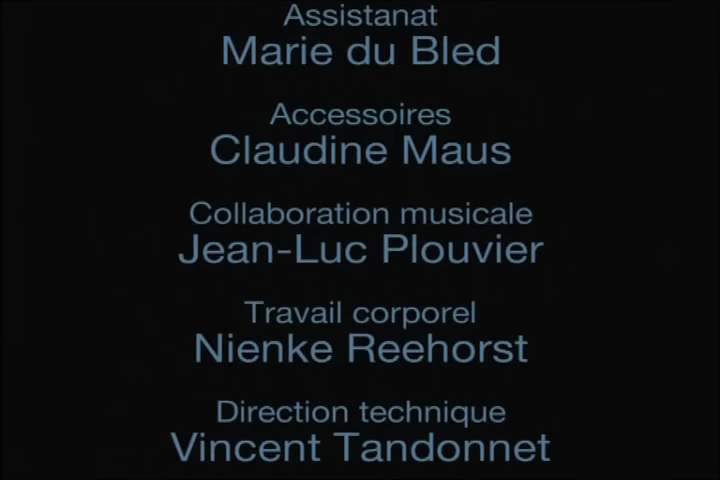 Assistanat
Marie du Bled
Accessoires
Claudine Maus
Collaboration musicale
Jean-Luc Plouvier
Travail corporel
Nienke Reehorst
Direction technique
Vincent Tandonnet